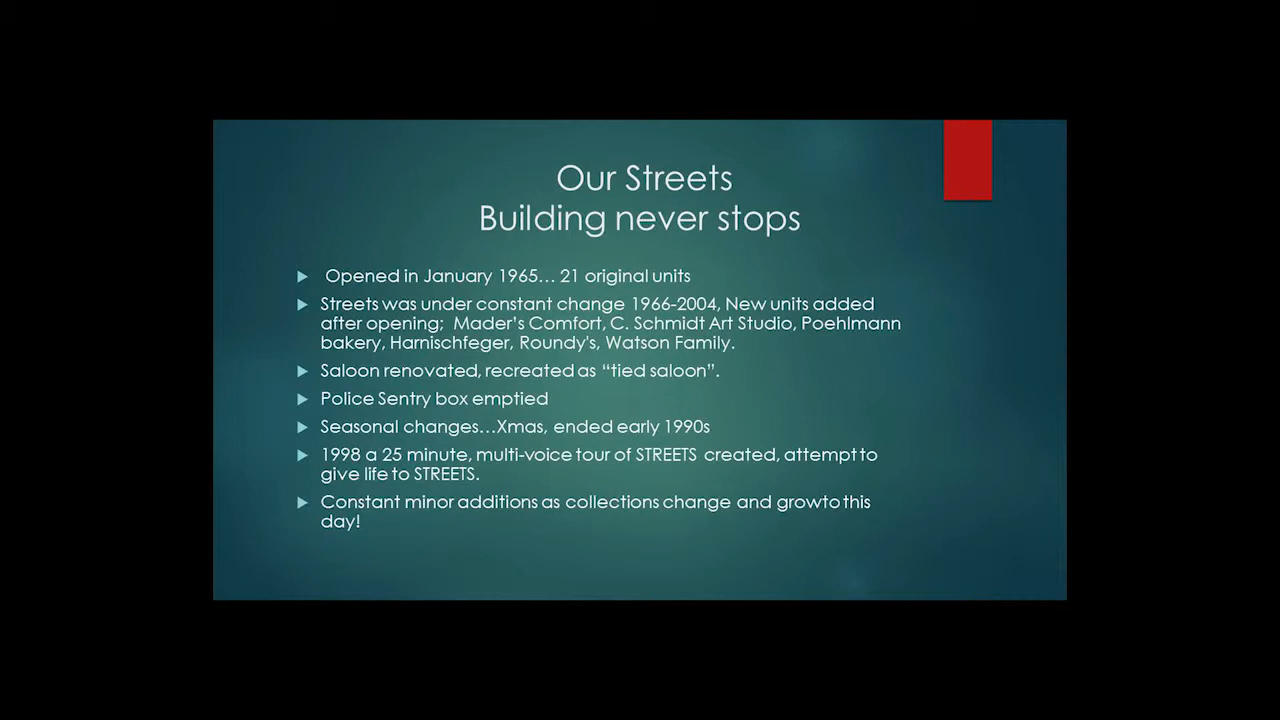 Our Streets
Building never stops
Opened in January 1965... 21 original units
Streets was under constant change 1966-2004, New units added
after opening; Mader's Comfort, C. Schmidt Art Studio, Poehlmann
bakery, Harnischfeger, Roundy's, Watson Family.
Saloon renovated, recreated as “tied saloon”.
Police Sentry box emptied
Seasonal changes...Xmas, ended early 1990s
1998 a 25 minute, multi-voice tour of STREETS created, attempt to
give life to STREETS.
Constant minor additions as collections change and grow to this
day!